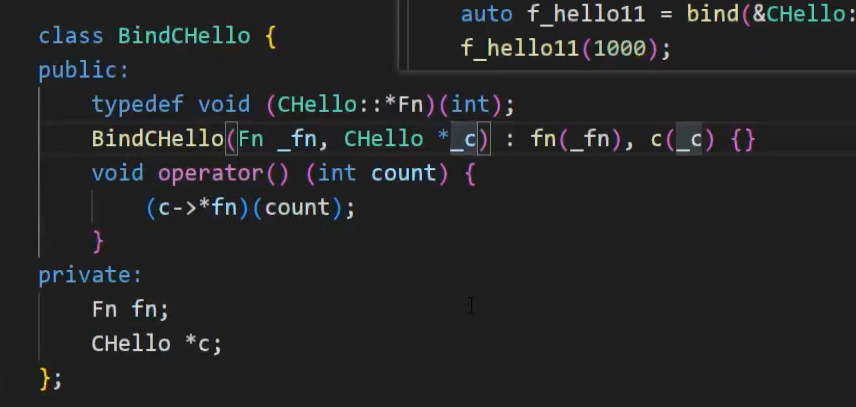 class BindCHello {
public:
    typedef void (CHello::*Fn)(int);
    BindCHello(Fn _fn, CHello *_c) : fn(_fn), c(_c) {}
    void operator() (int count) {
        (c->*fn)(count);
    }
private:
    Fn fn;
    CHello *c;
};
auto f_hello11 = bind(&CHello:
f_hello11(1000);